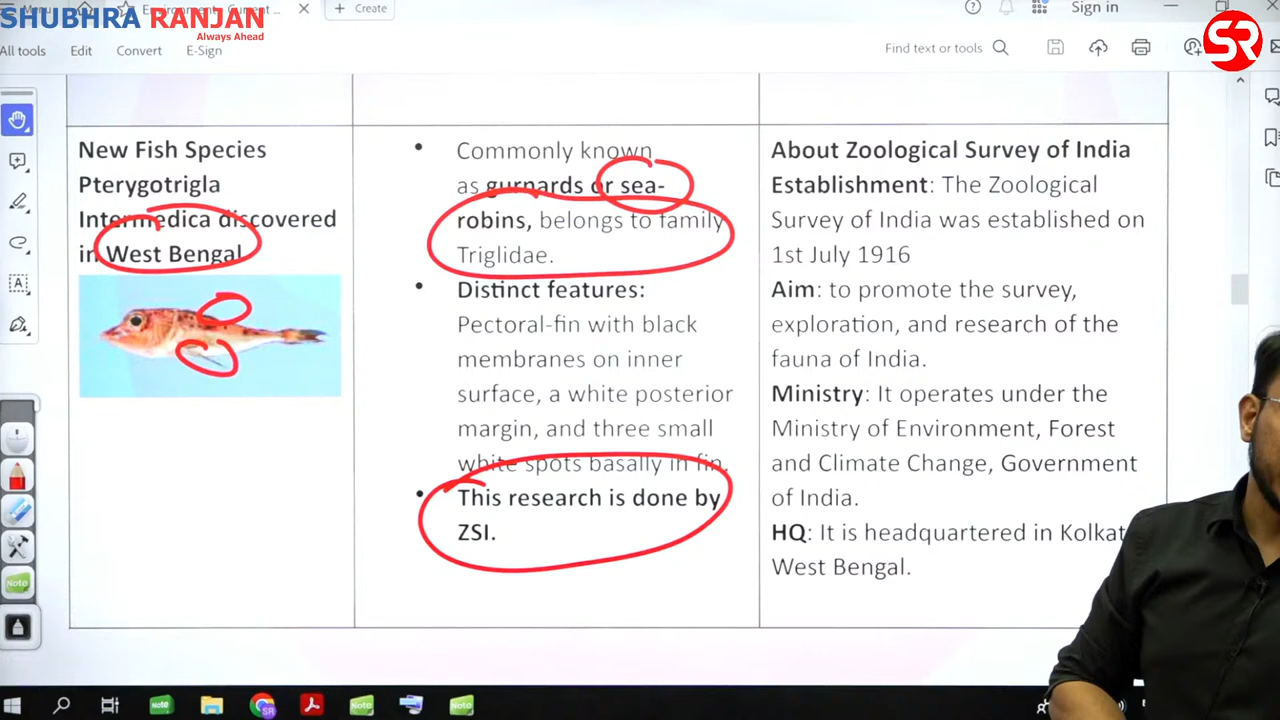 SHUBHRA RANJAN
Always Ahead
Create
Sign in
SR
All tools
Edit
Convert
E-Sign
Find text or tools
New Fish Species
Pterygotrigla
Intermedica discovered
in West Bengal
• Commonly known
as gurnards or sea-
robins, belongs to family
Triglidae.
• Distinct features:
Pectoral-fin with black
membranes on inner
surface, a white posterior
margin, and three small
white spots basally in fin.
• This research is done by
ZSI.
About Zoological Survey of India
Establishment: The Zoological
Survey of India was established on
1st July 1916
Aim: to promote the survey,
exploration, and research of the
fauna of India.
Ministry: It operates under the
Ministry of Environment, Forest
and Climate Change, Government
of India.
HQ: It is headquartered in Kolkat
West Bengal.
Note
Note
Note
Note
SR